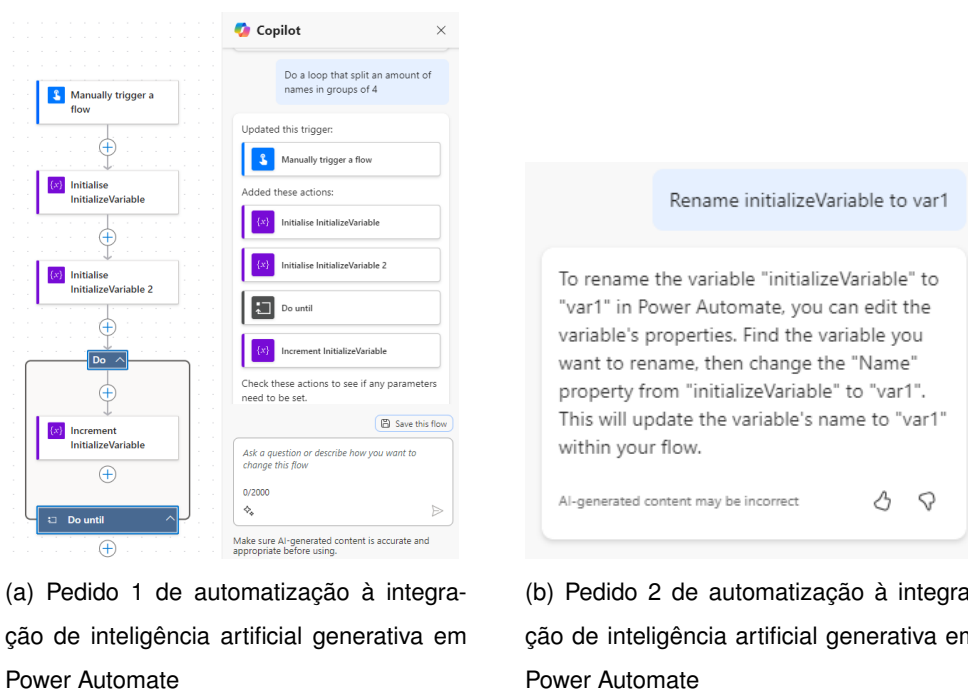 Manually trigger a
flow
{x} Initialise
InitializeVariable
{x} Initialise
InitializeVariable 2
Do
{x} Increment
InitializeVariable
Do until
Copilot
Do a loop that split an amount of
names in groups of 4
Updated this trigger:
Manually trigger a flow
Added these actions:
{x} Initialise InitializeVariable
{x} Initialise InitializeVariable 2
Do until
{x} Increment InitializeVariable
Check these actions to see if any parameters
need to be set.
Save this flow
Ask a question or describe how you want to
change this flow
0/2000
Make sure AI-generated content is accurate and
appropriate before using.
(a) Pedido 1 de automatização à integra-
ção de inteligência artificial generativa em
Power Automate
Rename initializeVariable to var1
To rename the variable "initializeVariable" to
"var1" in Power Automate, you can edit the
variable's properties. Find the variable you
want to rename, then change the "Name"
property from "initializeVariable" to "var1".
This will update the variable's name to "var1"
within your flow.
AI-generated content may be incorrect
(b) Pedido 2 de automatização à integra
ção de inteligência artificial generativa em
Power Automate